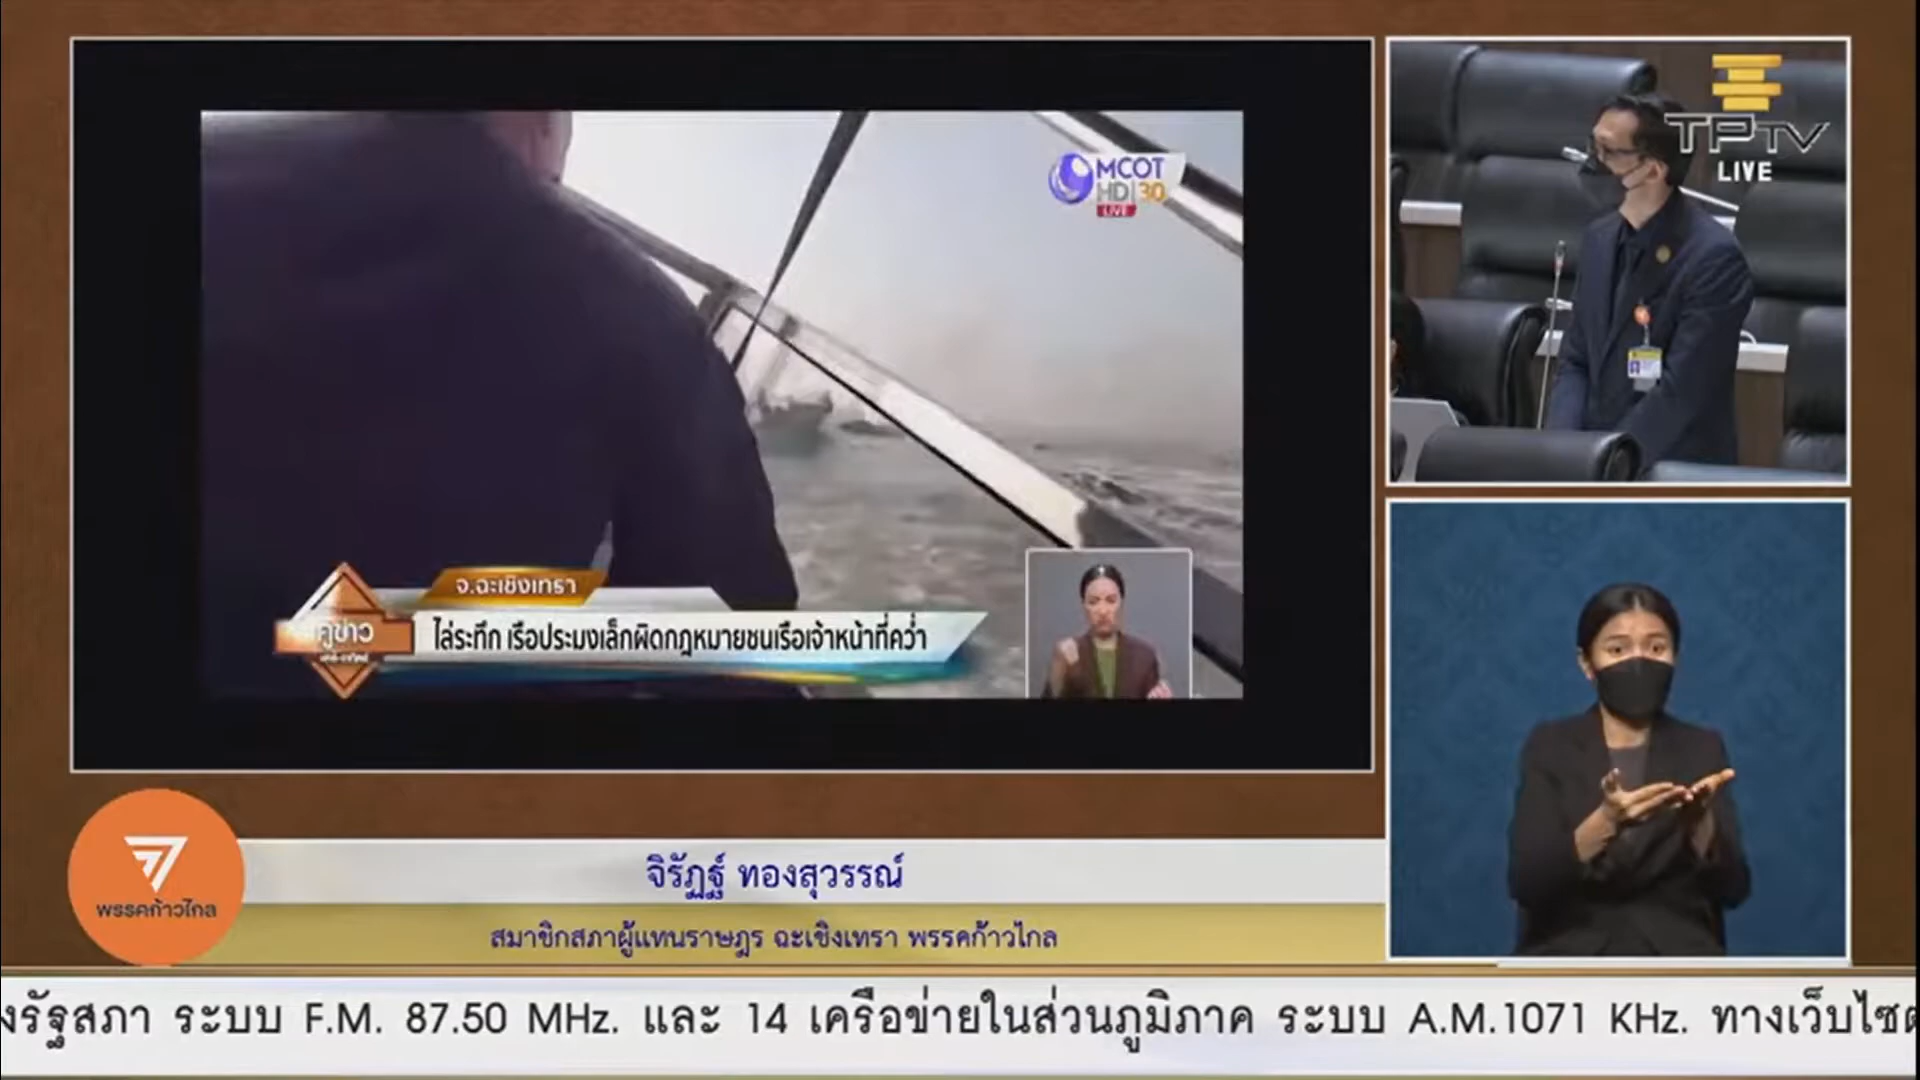 MCOT
HD 30
LIVE
TPTV
LIVE
จ.ฉะเชิงเทรา
คู่ข่าว
ไล่ระทึก เรือประมงเล็กผิดกฎหมายชนเรือเจ้าหน้าที่คว่ำ
พรรคก้าวไกล
จิรัฏฐ์ ทองสุวรรณ์
สมาชิกสภาผู้แทนราษฎร ฉะเชิงเทรา พรรคก้าวไกล
งรัฐสภา ระบบ F.M. 87.50 MHz. และ 14 เครือข่ายในส่วนภูมิภาค ระบบ A.M.1071 KHz. ทางเว็บไซต